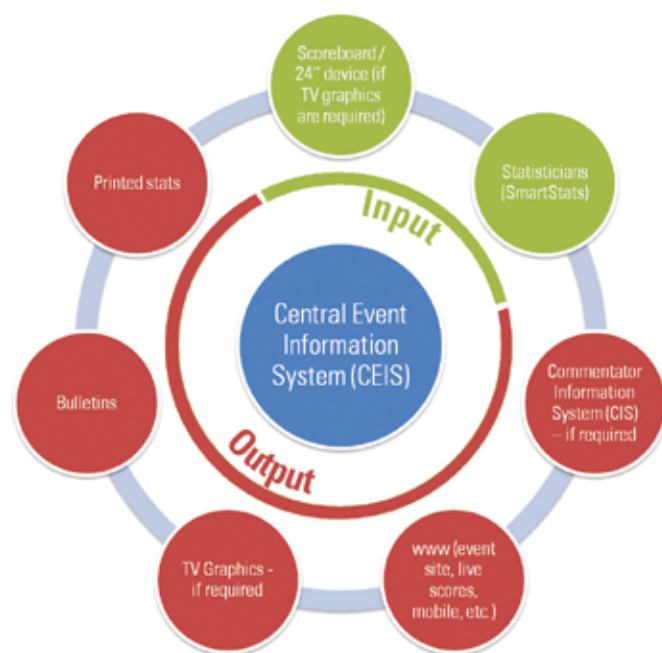 Scoreboard /
24" device (if
TV graphics
are required)
Statisticians
(SmartStats)
Commentator
Information
System (CIS)
– if required
www (event
site, live
scores,
mobile, etc.)
TV Graphics -
if required
Bulletins
Printed stats
Input
Central Event
Information
System (CEIS)
Output